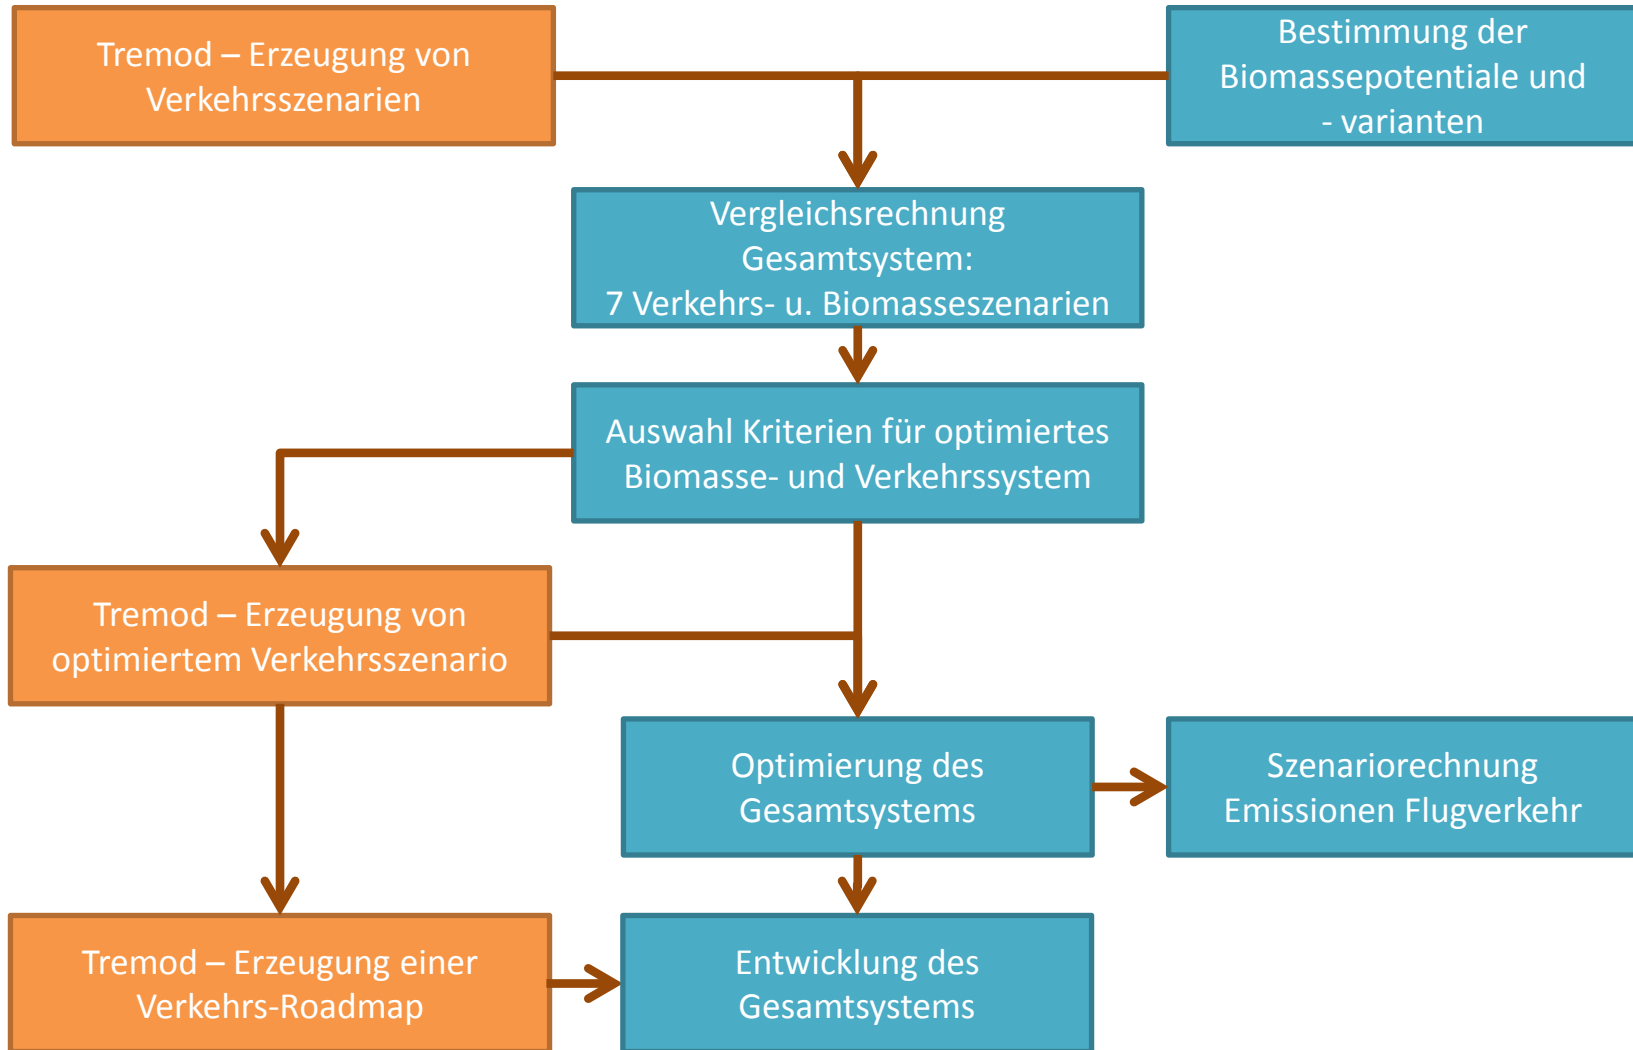 Tremod – Erzeugung von
Verkehrsszenarien
Bestimmung der
Biomassepotentiale und
- varianten
Vergleichsrechnung
Gesamtsystem:
7 Verkehrs- u. Biomasseszenarien
Auswahl Kriterien für optimiertes
Biomasse- und Verkehrssystem
Tremod – Erzeugung von
optimiertem Verkehrsszenario
Optimierung des
Gesamtsystems
Szenariorechnung
Emissionen Flugverkehr
Tremod – Erzeugung einer
Verkehrs-Roadmap
Entwicklung des
Gesamtsystems